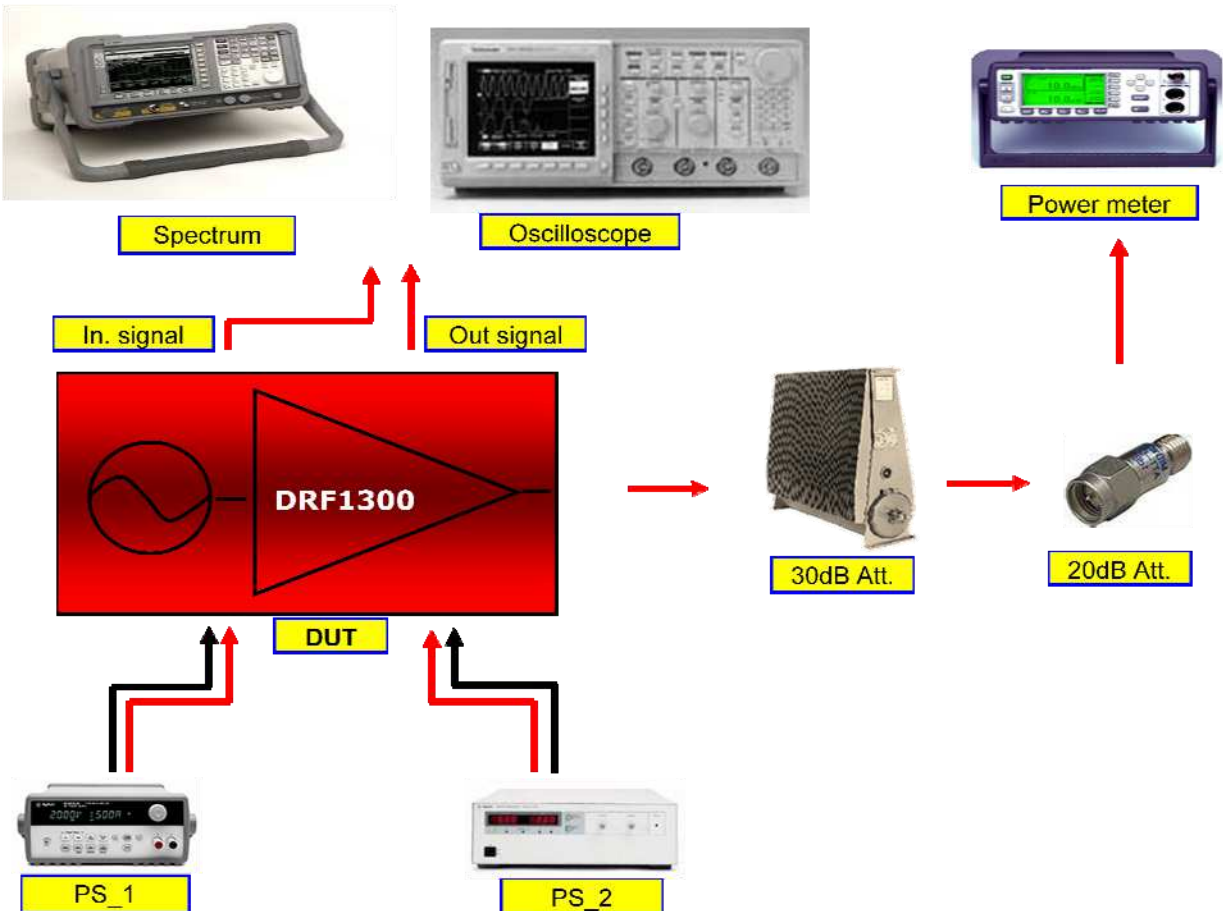 Spectrum
Oscilloscope
Power meter
In. signal
Out signal
DRF1300
30dB Att.
20dB Att.
DUT
PS_1
PS_2